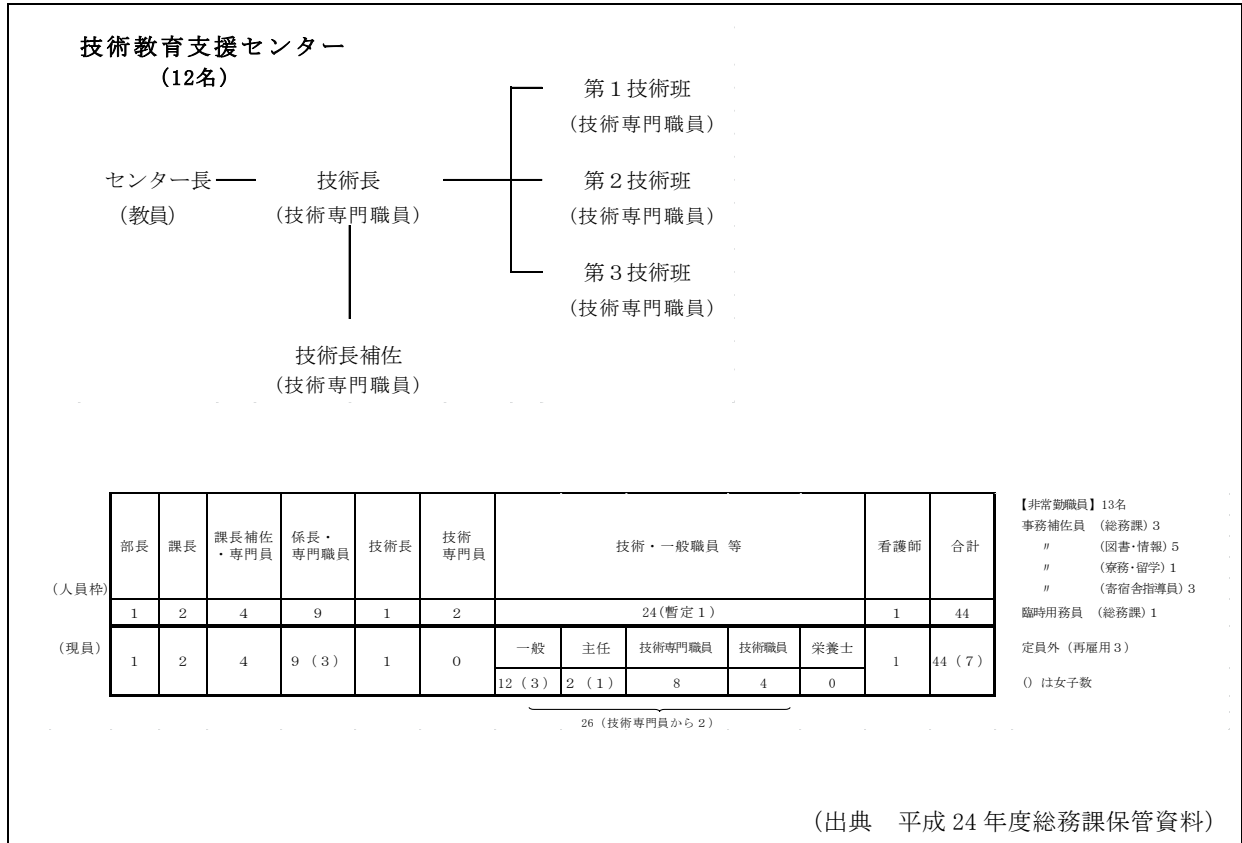 技術教育支援センター
(12名)
第１技術班
(技術専門職員)
センター長 技術長 第２技術班
(教員) (技術専門職員) (技術専門職員)
第３技術班
(技術専門職員)
技術長補佐
(技術専門職員)
部長 課長 課長補佐・専門員 係長・専門職員 技術長 技術専門員 技術・一般職員 等 看護師 合計
(人員枠) 1 2 4 9 1 2 24(暫定１) 1 44
(現員) 1 2 4 9 (3) 1 0 一般 主任 技術専門職員 技術職員 栄養士 1 44 (7)
12 (3) 2 (1) 8 4 0
26 (技術専門員から２)
【非常勤職員】13名
事務補佐員 (総務課) 3
〃 (図書・情報) 5
〃 (寮務・留学) 1
〃 (寄宿舎指導員) 3
臨時用務員 (総務課) 1
定員外 (再雇用３)
() は女子数
(出典 平成 24 年度総務課保管資料)